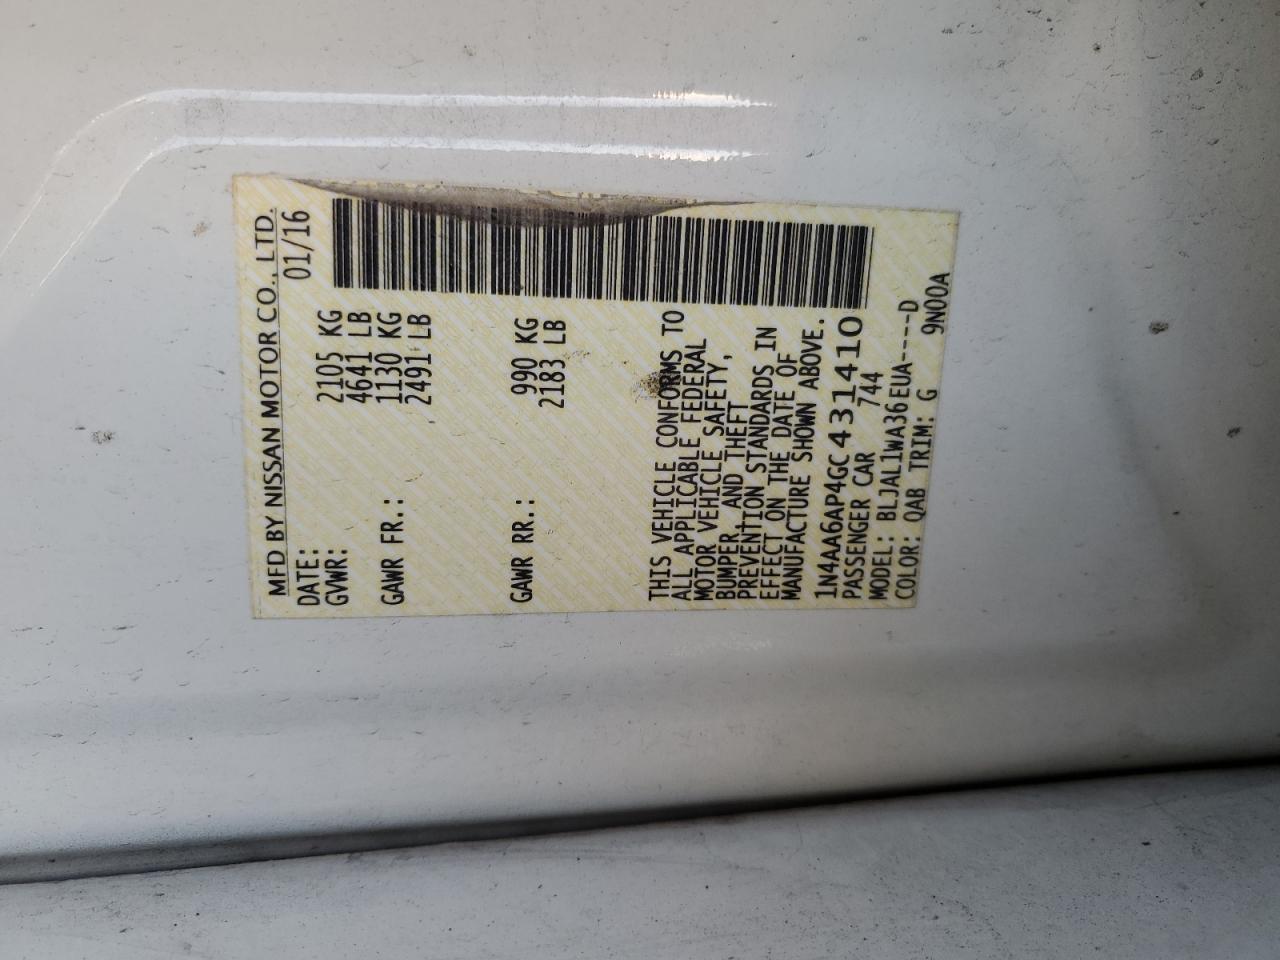 MFD BY NISSAN MOTOR CO., LTD.
DATE: 01/16
GVWR: 2105 KG
4641 LB
GAWR FR.: 1130 KG
2491 LB
GAWR RR.: 990 KG
2183 LB
THIS VEHICLE CONFORMS TO
ALL APPLICABLE FEDERAL
MOTOR VEHICLE SAFETY,
BUMPER, AND THEFT
PREVENTION STANDARDS IN
EFFECT ON THE DATE OF
MANUFACTURE SHOWN ABOVE.
1N4AA6AP4GC431410
PASSENGER CAR 744
MODEL: BLJAL1WA36EUA----D
COLOR: QAB TRIM: G 9N00A